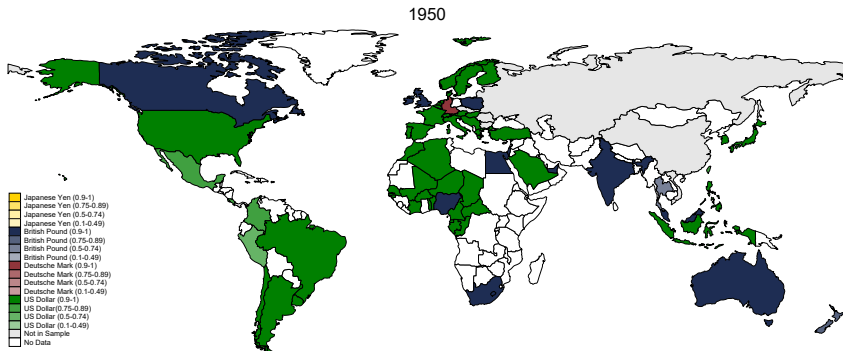 1950
Japanese Yen (0.9-1)
Japanese Yen (0.75-0.89)
Japanese Yen (0.5-0.74)
Japanese Yen (0.1-0.49)
British Pound (0.9-1)
British Pound (0.75-0.89)
British Pound (0.5-0.74)
British Pound (0.1-0.49)
Deutsche Mark (0.9-1)
Deutsche Mark (0.75-0.89)
Deutsche Mark (0.5-0.74)
Deutsche Mark (0.1-0.49)
US Dollar (0.9-1)
US Dollar(0.75-0.89)
US Dollar (0.5-0.74)
US Dollar (0.1-0.49)
Not in Sample
No Data